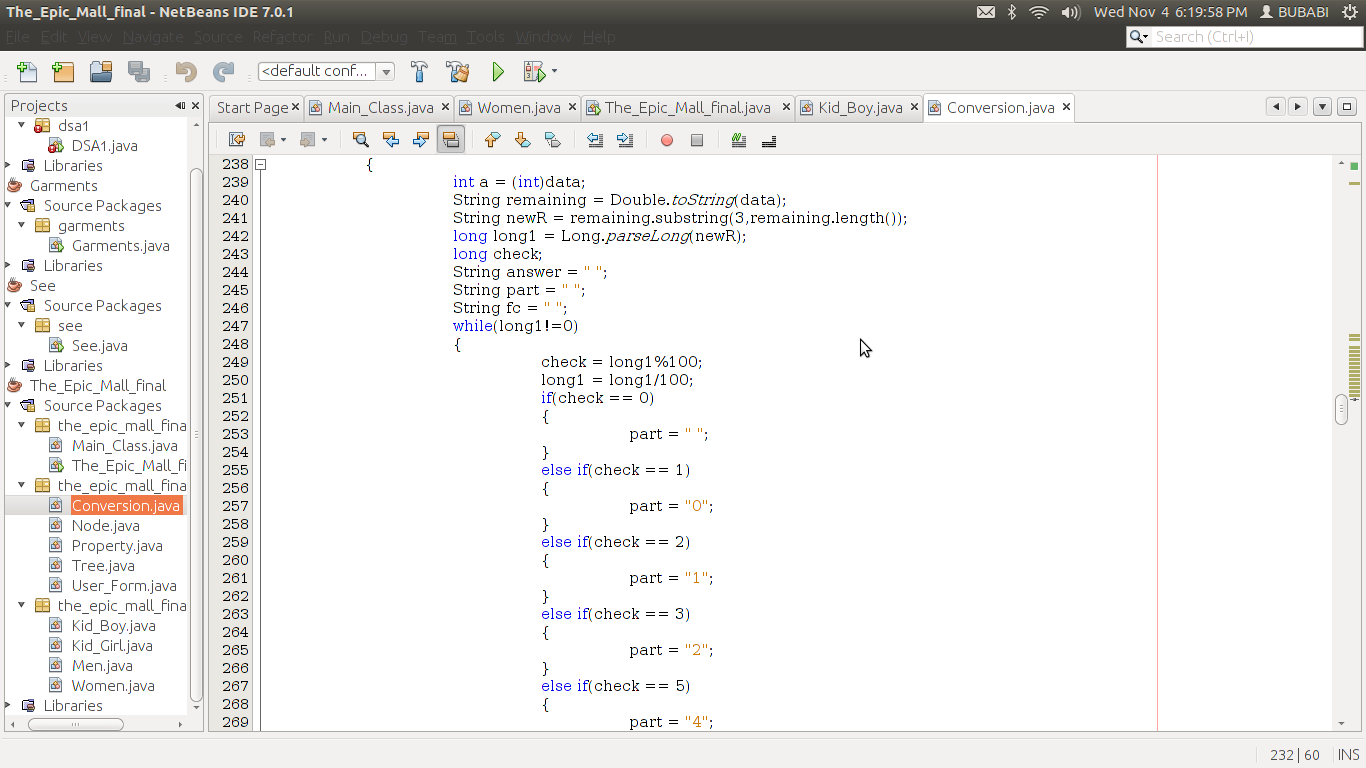 The_Epic_Mall_final - NetBeans IDE 7.0.1
Wed Nov 4 6:19:58 PM BUBABI
File Edit View Navigate Source Refactor Run Debug Team Tools Window Help
Search (Ctrl+I)
<default conf...
Projects
Start Page
Main_Class.java
Women.java
The_Epic_Mall_final.java
Kid_Boy.java
Conversion.java
dsa1
DSA1.java
Libraries
Garments
Source Packages
garments
Garments.java
Libraries
See
Source Packages
see
See.java
Libraries
The_Epic_Mall_final
Source Packages
the_epic_mall_fina
Main_Class.java
The_Epic_Mall_fi
the_epic_mall_fina
Conversion.java
Node.java
Property.java
Tree.java
User_Form.java
the_epic_mall_fina
Kid_Boy.java
Kid_Girl.java
Men.java
Women.java
Libraries
238 {
239 int a = (int)data;
240 String remaining = Double.toString(data);
241 String newR = remaining.substring(3,remaining.length());
242 long long1 = Long.parseLong(newR);
243 long check;
244 String answer = " ";
245 String part = " ";
246 String fc = " ";
247 while(long1!=0)
248 {
249 check = long1%100;
250 long1 = long1/100;
251 if(check == 0)
252 {
253 part = " ";
254 }
255 else if(check == 1)
256 {
257 part = "0";
258 }
259 else if(check == 2)
260 {
261 part = "1";
262 }
263 else if(check == 3)
264 {
265 part = "2";
266 }
267 else if(check == 5)
268 {
269 part = "4";
232|60 INS